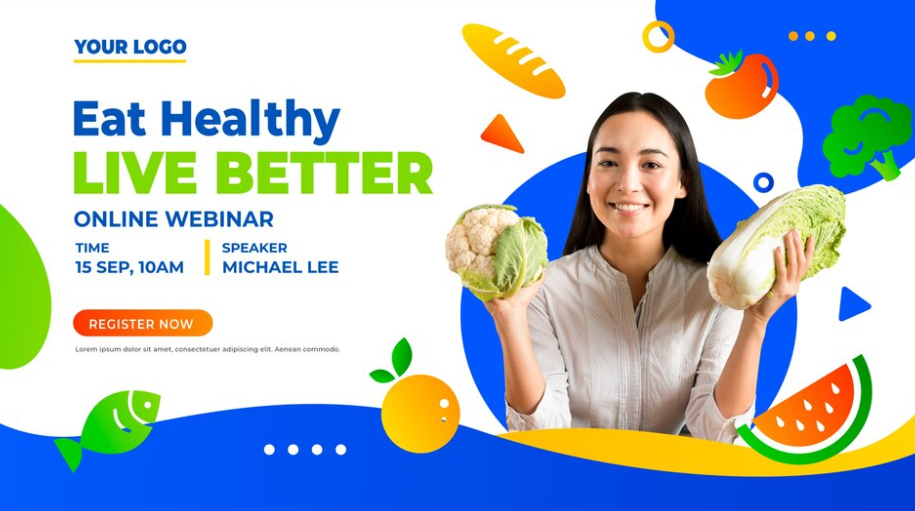 YOUR LOGO
Eat Healthy
LIVE BETTER
ONLINE WEBINAR
TIME
15 SEP, 10AM
SPEAKER
MICHAEL LEE
REGISTER NOW
Lorem ipsum dolor sit amet, consectetuer adipiscing elit. Aenean commodo.